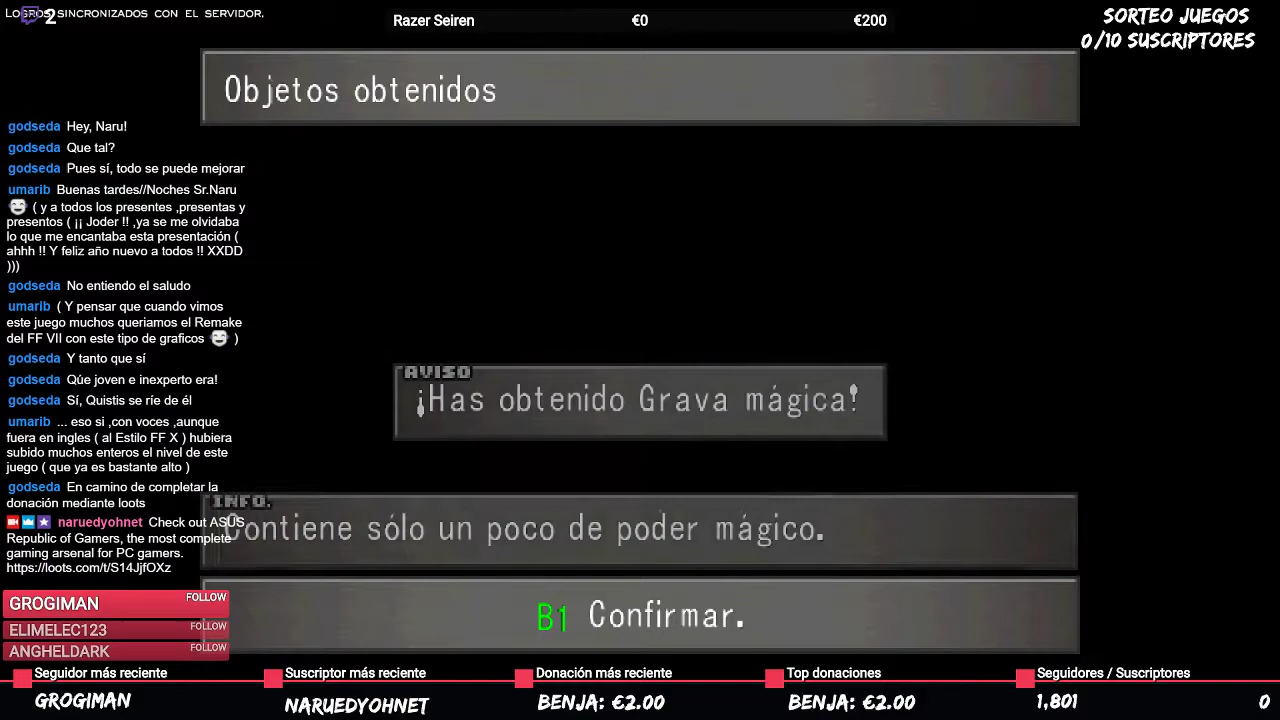 LOGROS SINCRONIZADOS CON EL SERVIDOR.
2
Razer Seiren €0 €200
SORTEO JUEGOS
0/10 SUSCRIPTORES
Objetos obtenidos
godseda Hey, Naru!
godseda Que tal?
godseda Pues sí, todo se puede mejorar
umarib Buenas tardes//Noches Sr.Naru
( y a todos los presentes ,presentas y
presentos ( ¡¡ Joder !! ,ya se me olvidaba
lo que me encantaba esta presentación (
ahhh !! Y feliz año nuevo a todos !! XXDD
)))
godseda No entiendo el saludo
umarib ( Y pensar que cuando vimos
este juego muchos queriamos el Remake
del FF VII con este tipo de graficos )
godseda Y tanto que sí
godseda Qúe joven e inexperto era!
godseda Sí, Quistis se ríe de él
umarib ... eso si ,con voces ,aunque
fuera en ingles ( al Estilo FF X ) hubiera
subido muchos enteros el nivel de este
juego ( que ya es bastante alto )
godseda En camino de completar la
donación mediante loots
naruedyohnet Check out ASUS
Republic of Gamers, the most complete
gaming arsenal for PC gamers.
https://loots.com/t/S14JjfOXz
AVISO
¡Has obtenido Grava mágica!
INFO.
Contiene sólo un poco de poder mágico.
B1 Confirmar.
GROGIMAN FOLLOW
ELIMELEC123 FOLLOW
ANGHELDARK FOLLOW
Seguidor más reciente
GROGIMAN
Suscriptor más reciente
NARUEDYOHNET
Donación más reciente
BENJA: €2.00
Top donaciones
BENJA: €2.00
Seguidores / Suscriptores
1,801 0